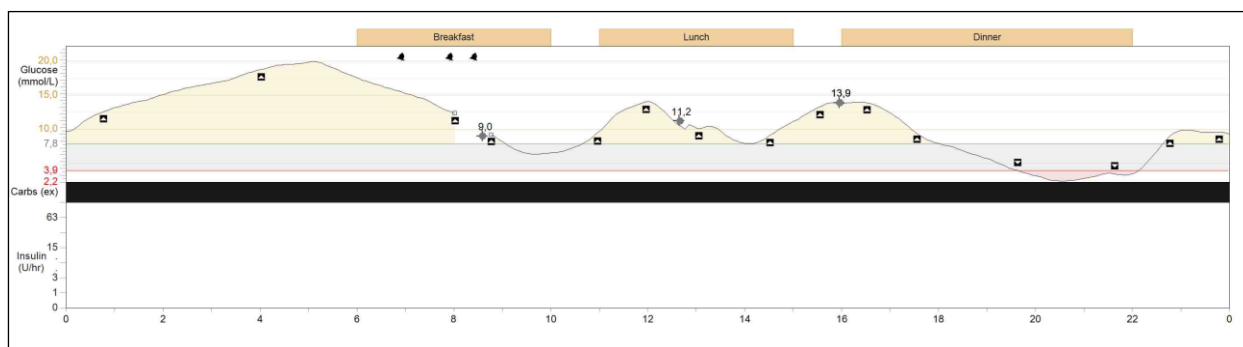 Breakfast
Lunch
Dinner
20,0
Glucose
(mmol/L)
15,0
10,0
7,8
3,9
2,2
9,0
11,2
13,9
Carbs (ex)
63
15
Insulin
(U/hr)
3
1
0
0 2 4 6 8 10 12 14 16 18 20 22 0